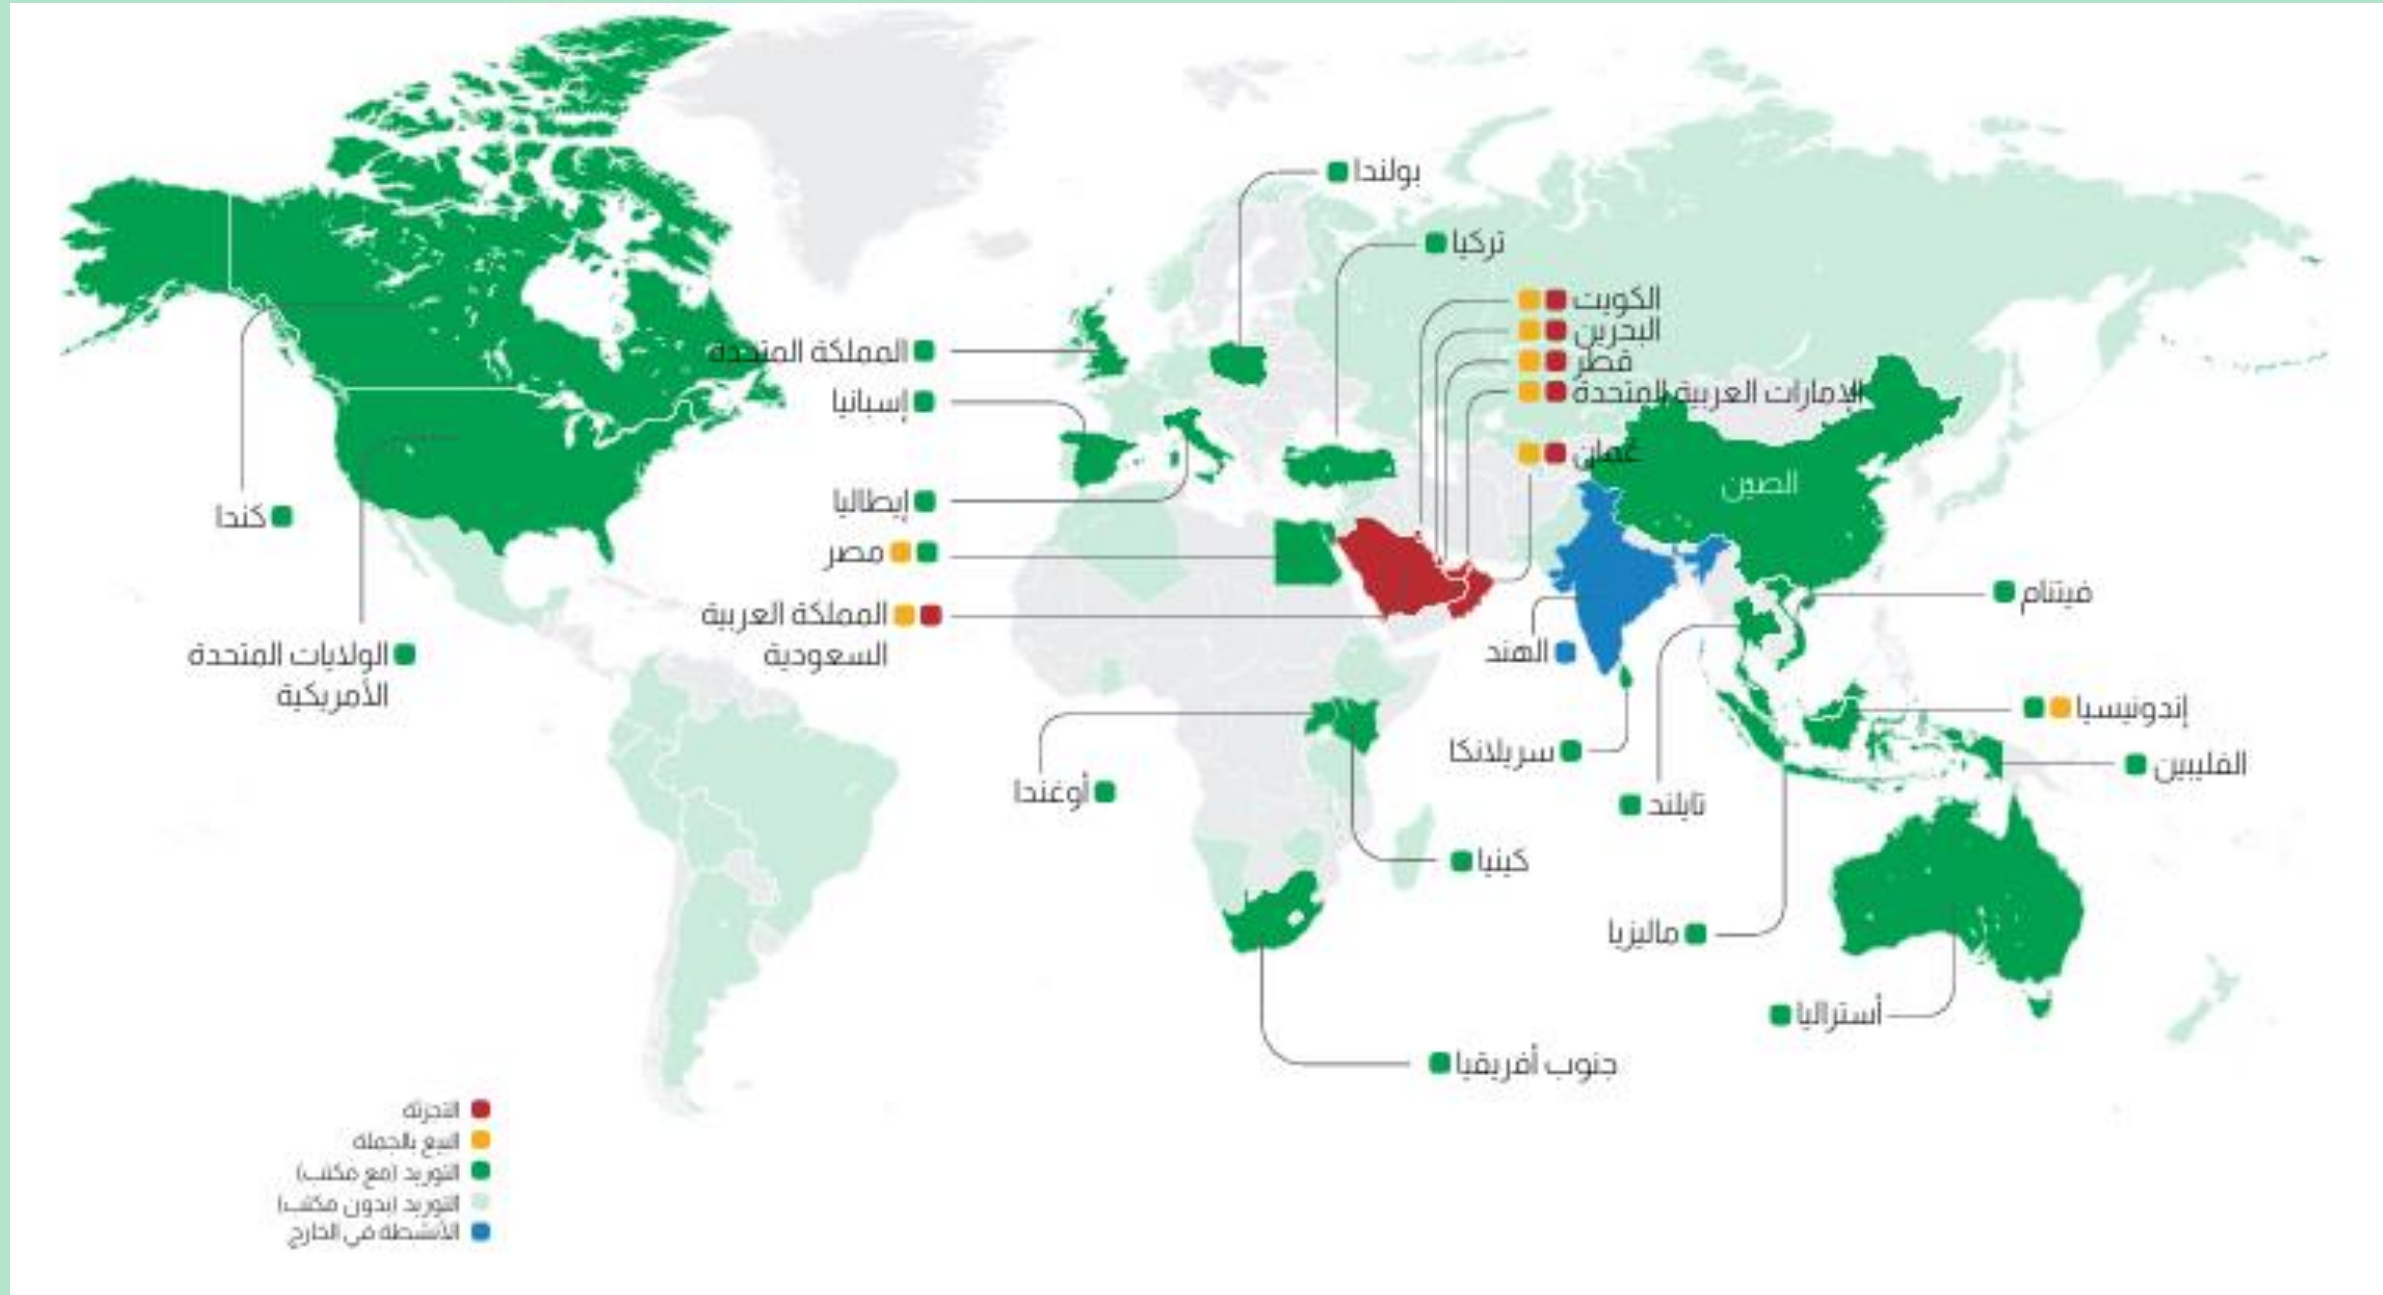 بولندا
تركيا
الكويت
البحرين
قطر
الإمارات العربية المتحدة
عُمان
المملكة المتحدة
إسبانيا
إيطاليا
مصر
المملكة العربية
السعودية
كندا
الولايات المتحدة
الأمريكية
الصين
الهند
فيتنام
إندونيسيا
الفليبين
سريلانكا
تايلند
أوغندا
كينيا
ماليزيا
أستراليا
جنوب أفريقيا
التجزئة
البيع بالجملة
التوريد (مع مكتب)
التوريد (بدون مكتب)
الأنشطة في الخارج